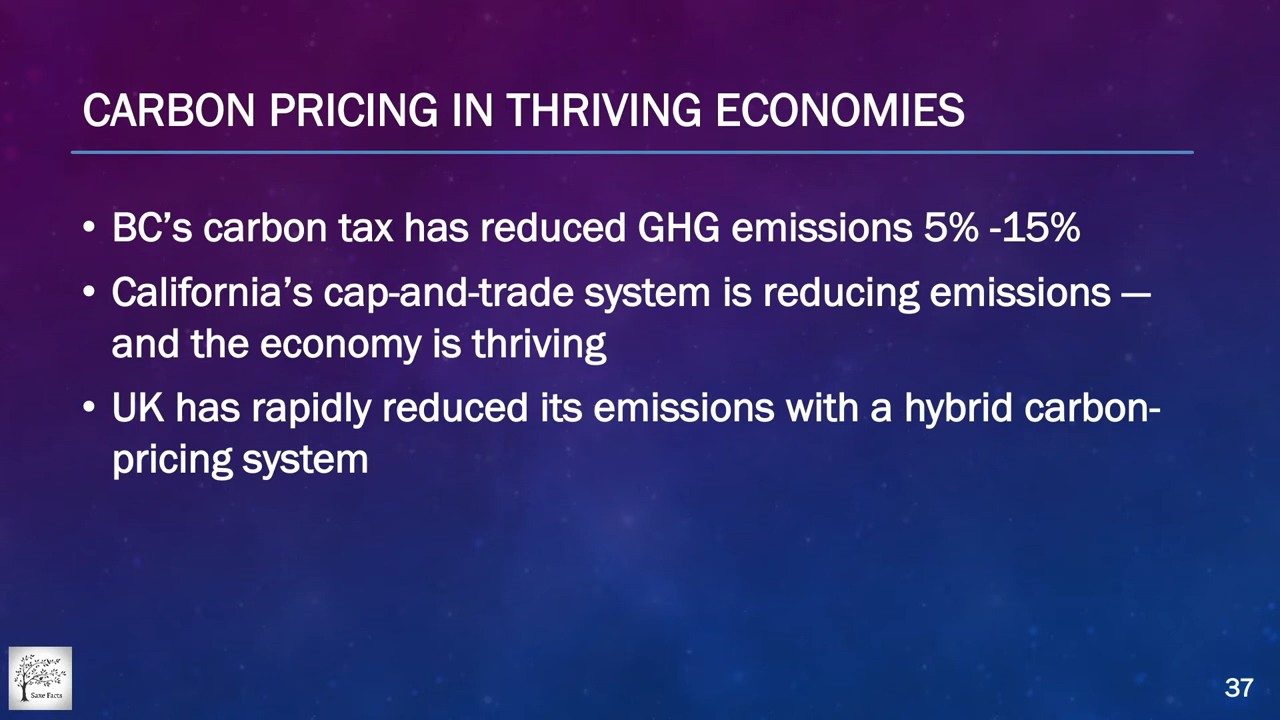 CARBON PRICING IN THRIVING ECONOMIES
• BC’s carbon tax has reduced GHG emissions 5% -15%
• California’s cap-and-trade system is reducing emissions —
and the economy is thriving
• UK has rapidly reduced its emissions with a hybrid carbon-
pricing system
Saxe Facts
37